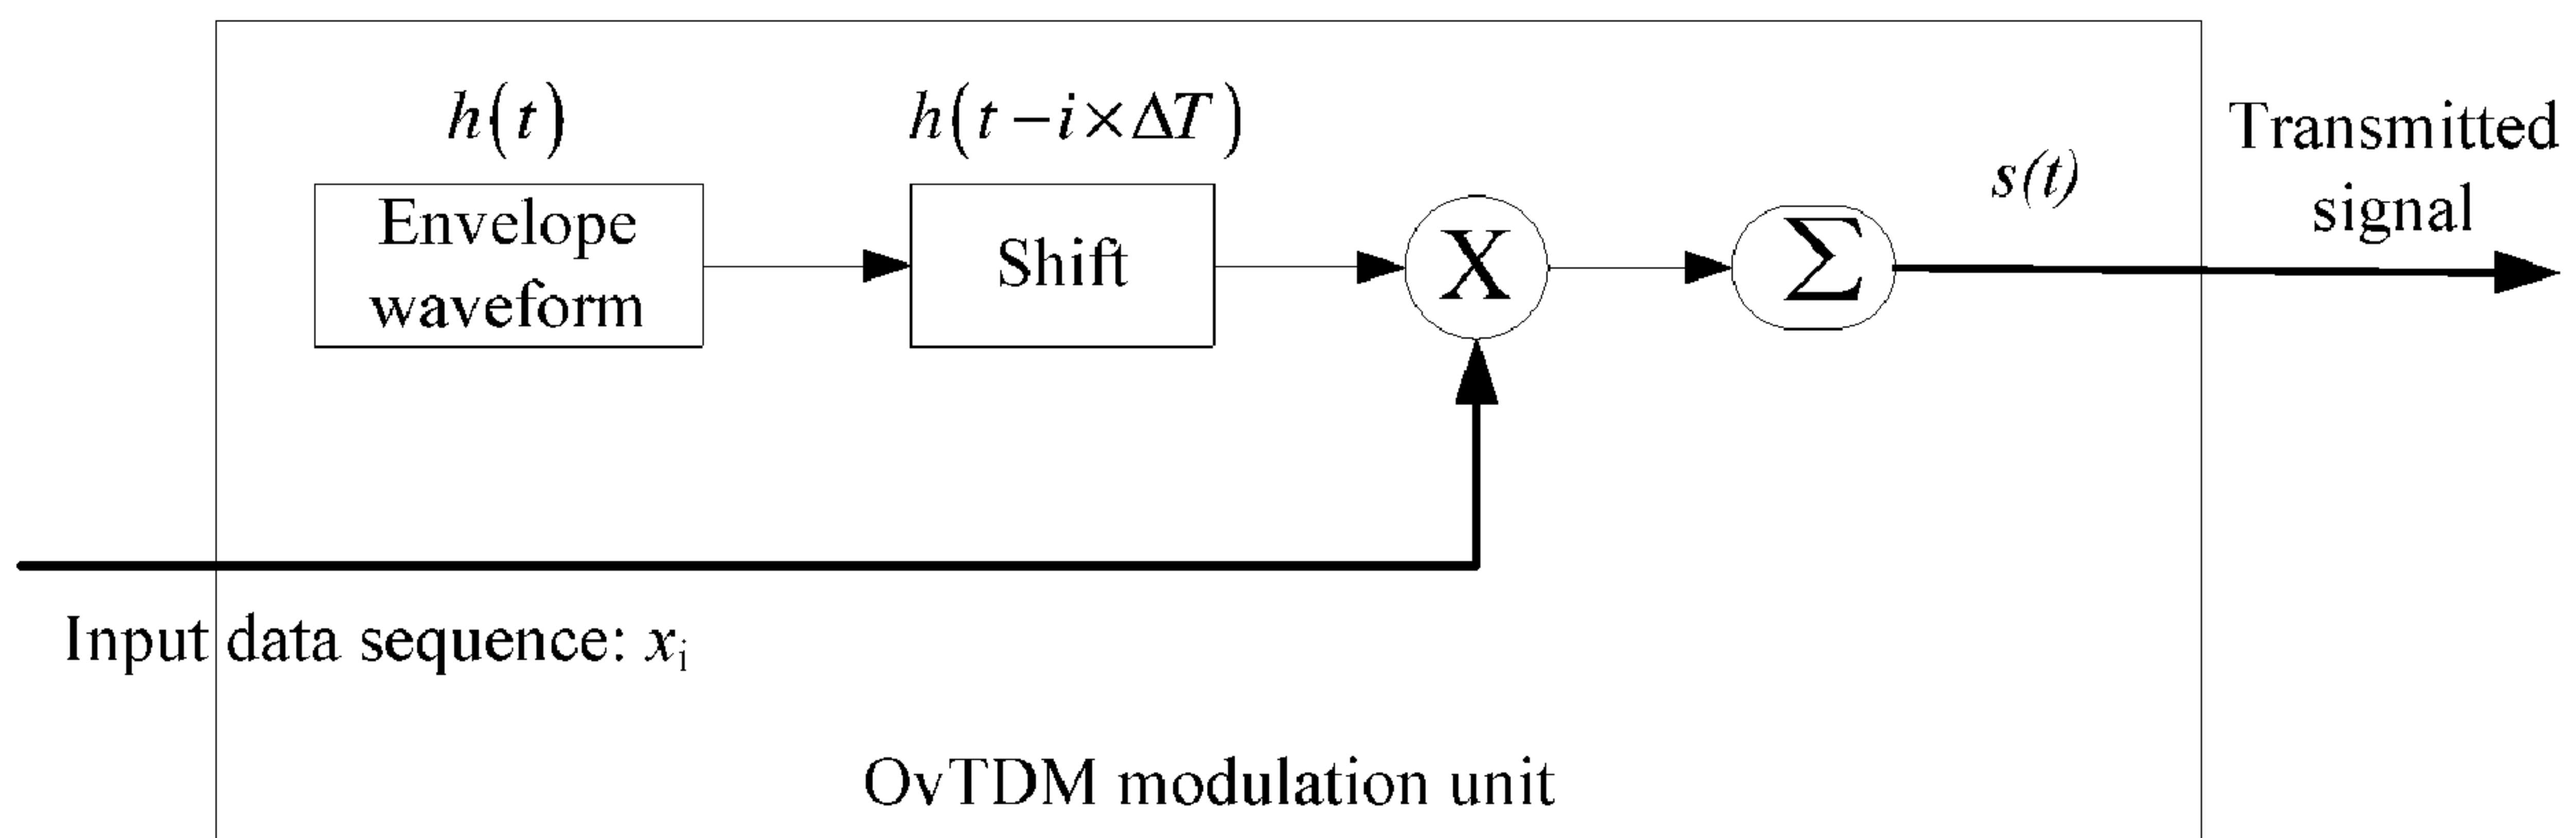 h(t)
h(t−i×ΔT)
Envelope
waveform
Shift
X
Σ
s(t)
Transmitted
signal
Input data sequence: xᵢ
OvTDM modulation unit